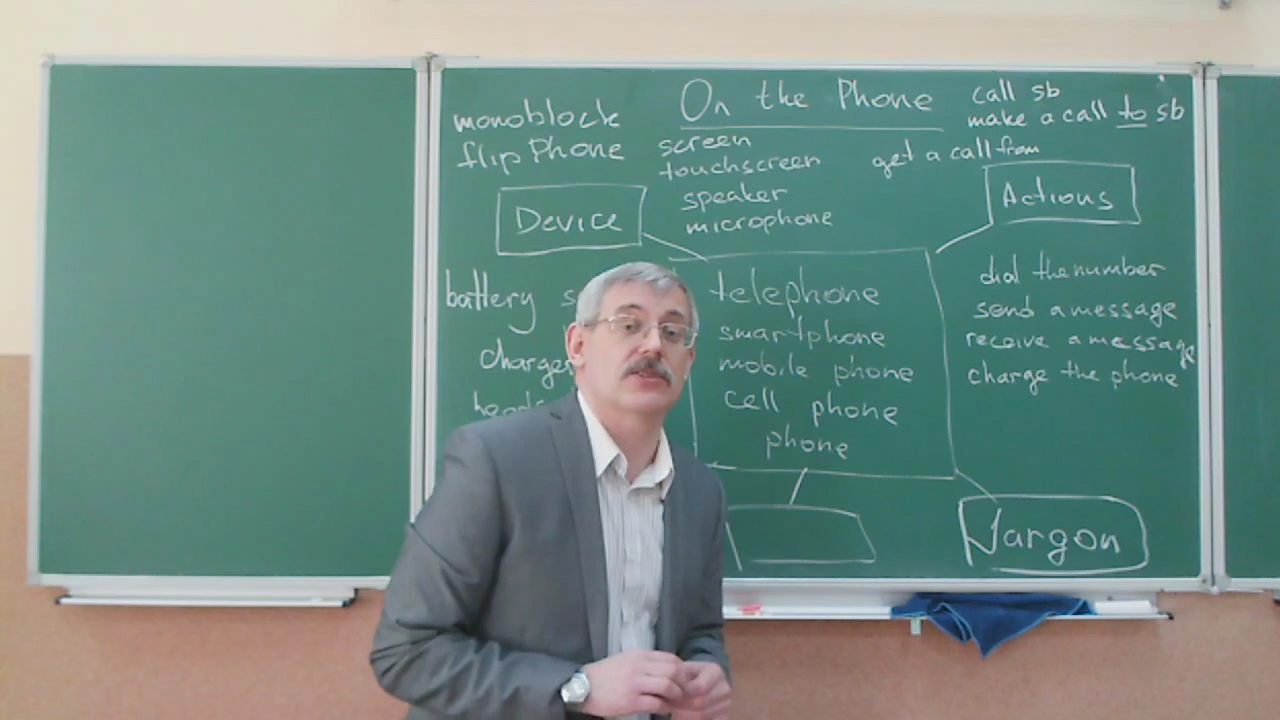 On the Phone
monoblock
flip Phone
screen
touchscreen
speaker
microphone
call sb
make a call to sb
get a call from
Device
Actions
battery
charger
telephone
smartphone
mobile phone
cell phone
phone
dial the number
send a message
receive a message
charge the phone
Jargon